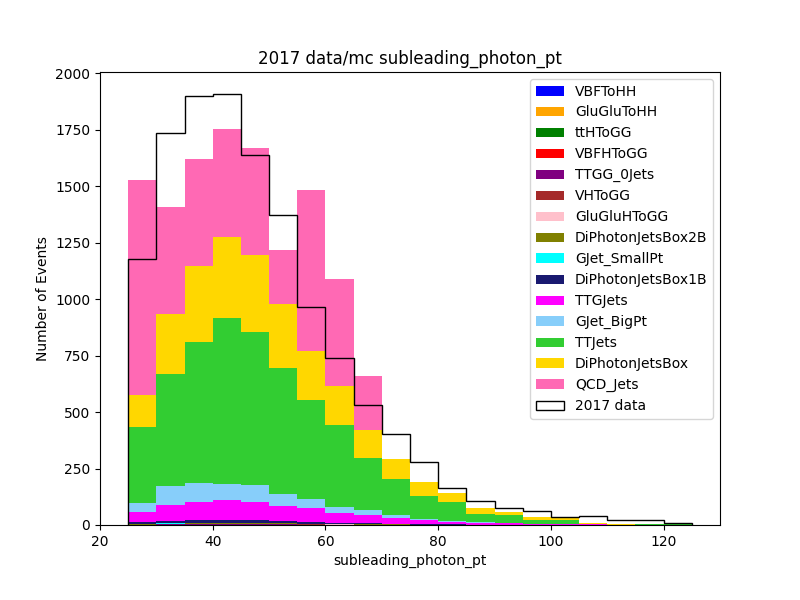 2017 data/mc subleading_photon_pt
Number of Events
2000
1750
1500
1250
1000
750
500
250
0
20
40
60
80
100
120
subleading_photon_pt
VBFToHH
GluGluToHH
ttHToGG
VBFHToGG
TTGG_0Jets
VHToGG
GluGluHToGG
DiPhotonJetsBox2B
GJet_SmallPt
DiPhotonJetsBox1B
TTGJets
GJet_BigPt
TTJets
DiPhotonJetsBox
QCD_Jets
2017 data